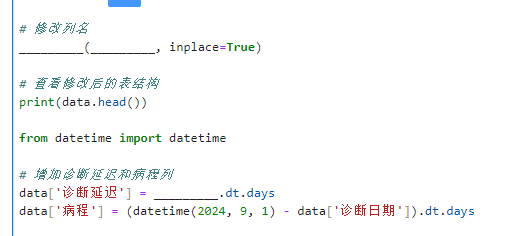 # 修改列名
_________(_________, inplace=True)
# 查看修改后的表结构
print(data.head())
from datetime import datetime
# 增加诊断延迟和病程列
data['诊断延迟'] = _________.dt.days
data['病程'] = (datetime(2024, 9, 1) - data['诊断日期']).dt.days